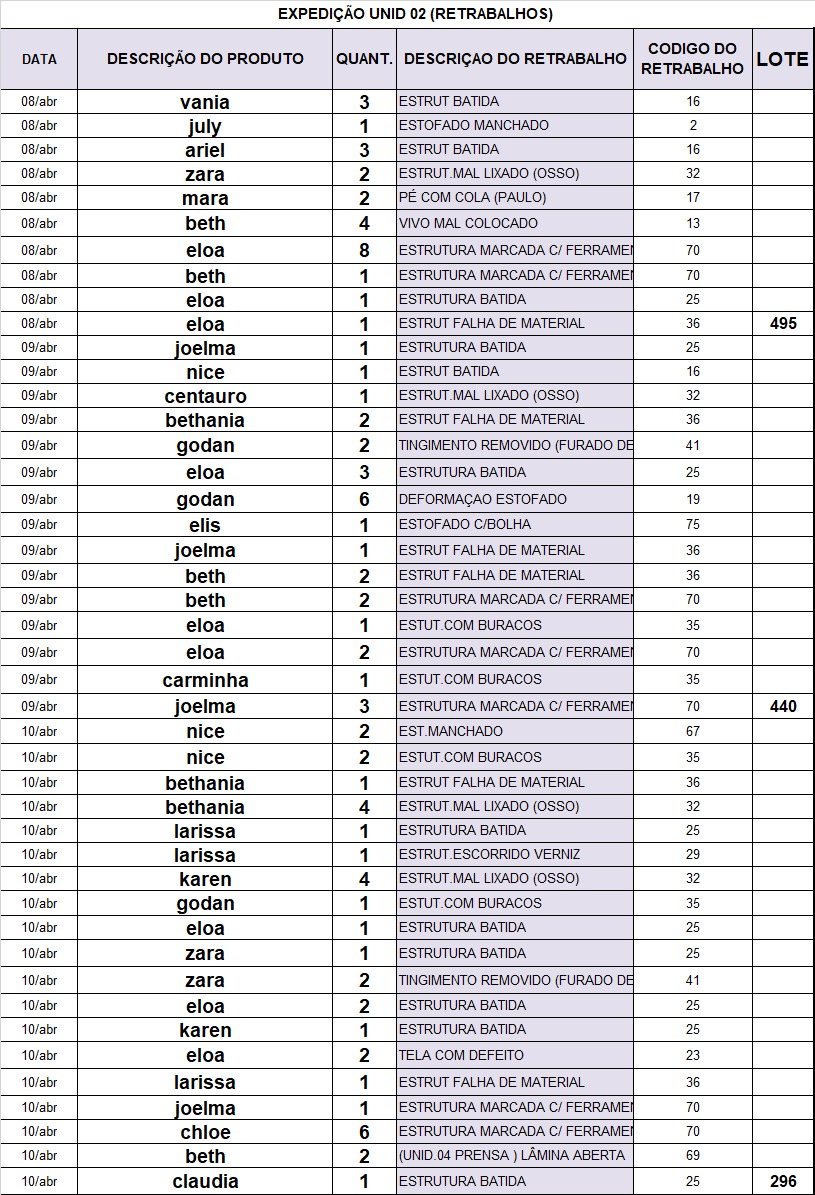 EXPEDIÇÃO UNID 02 (RETRABALHOS)
DATA DESCRIÇÃO DO PRODUTO QUANT. DESCRIÇAO DO RETRABALHO CODIGO DO RETRABALHO LOTE
08/abr vania 3 ESTRUT BATIDA 16
08/abr july 1 ESTOFADO MANCHADO 2
08/abr ariel 3 ESTRUT BATIDA 16
08/abr zara 2 ESTRUT.MAL LIXADO (OSSO) 32
08/abr mara 2 PÉ COM COLA (PAULO) 17
08/abr beth 4 VIVO MAL COLOCADO 13
08/abr eloa 8 ESTRUTURA MARCADA C/ FERRAMEN 70
08/abr beth 1 ESTRUTURA MARCADA C/ FERRAMEN 70
08/abr eloa 1 ESTRUTURA BATIDA 25
08/abr eloa 1 ESTRUT FALHA DE MATERIAL 36 495
09/abr joelma 1 ESTRUTURA BATIDA 25
09/abr nice 1 ESTRUT BATIDA 16
09/abr centauro 1 ESTRUT.MAL LIXADO (OSSO) 32
09/abr bethania 2 ESTRUT FALHA DE MATERIAL 36
09/abr godan 2 TINGIMENTO REMOVIDO (FURADO DE 41
09/abr eloa 3 ESTRUTURA BATIDA 25
09/abr godan 6 DEFORMAÇAO ESTOFADO 19
09/abr elis 1 ESTOFADO C/BOLHA 75
09/abr joelma 1 ESTRUT FALHA DE MATERIAL 36
09/abr beth 2 ESTRUT FALHA DE MATERIAL 36
09/abr beth 2 ESTRUTURA MARCADA C/ FERRAMEN 70
09/abr eloa 1 ESTUT.COM BURACOS 35
09/abr eloa 2 ESTRUTURA MARCADA C/ FERRAMEN 70
09/abr carminha 1 ESTUT.COM BURACOS 35
09/abr joelma 3 ESTRUTURA MARCADA C/ FERRAMEN 70 440
10/abr nice 2 EST.MANCHADO 67
10/abr nice 2 ESTUT.COM BURACOS 35
10/abr bethania 1 ESTRUT FALHA DE MATERIAL 36
10/abr bethania 4 ESTRUT.MAL LIXADO (OSSO) 32
10/abr larissa 1 ESTRUTURA BATIDA 25
10/abr larissa 1 ESTRUT.ESCORRIDO VERNIZ 29
10/abr karen 4 ESTRUT.MAL LIXADO (OSSO) 32
10/abr godan 1 ESTUT.COM BURACOS 35
10/abr eloa 1 ESTRUTURA BATIDA 25
10/abr zara 1 ESTRUTURA BATIDA 25
10/abr zara 2 TINGIMENTO REMOVIDO (FURADO DE 41
10/abr eloa 2 ESTRUTURA BATIDA 25
10/abr karen 1 ESTRUTURA BATIDA 25
10/abr eloa 2 TELA COM DEFEITO 23
10/abr larissa 1 ESTRUT FALHA DE MATERIAL 36
10/abr joelma 1 ESTRUTURA MARCADA C/ FERRAMEN 70
10/abr chloe 6 ESTRUTURA MARCADA C/ FERRAMEN 70
10/abr beth 2 (UNID.04 PRENSA ) LÂMINA ABERTA 69
10/abr claudia 1 ESTRUTURA BATIDA 25 296